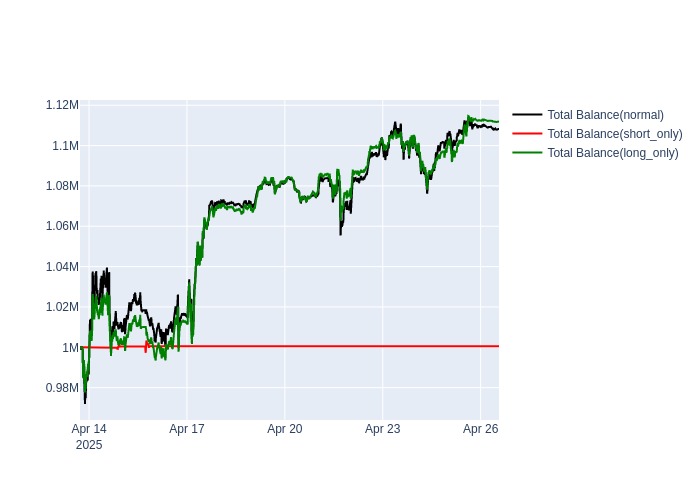 1.12M
1.1M
1.08M
1.06M
1.04M
1.02M
1M
0.98M
Apr 14
2025
Apr 17
Apr 20
Apr 23
Apr 26
Total Balance(normal)
Total Balance(short_only)
Total Balance(long_only)